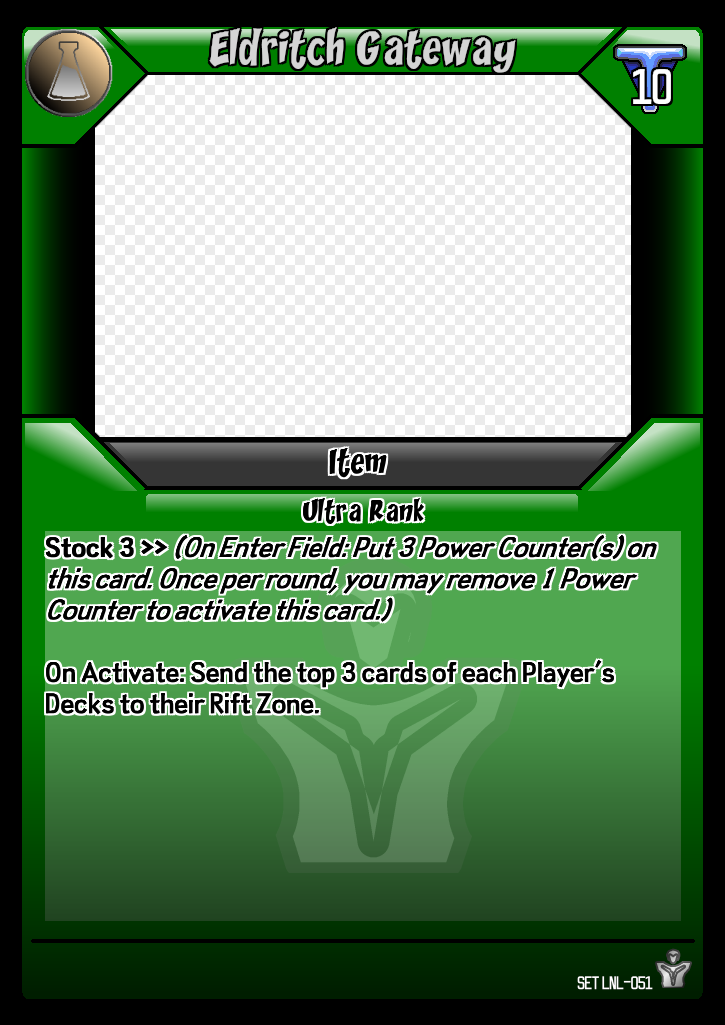 Eldritch Gateway
10
Item
Ultra Rank
Stock 3 >> (On Enter Field: Put 3 Power Counter(s) on
this card. Once per round, you may remove 1 Power
Counter to activate this card.)
On Activate: Send the top 3 cards of each Player's
Decks to their Rift Zone.
SET LNL-051